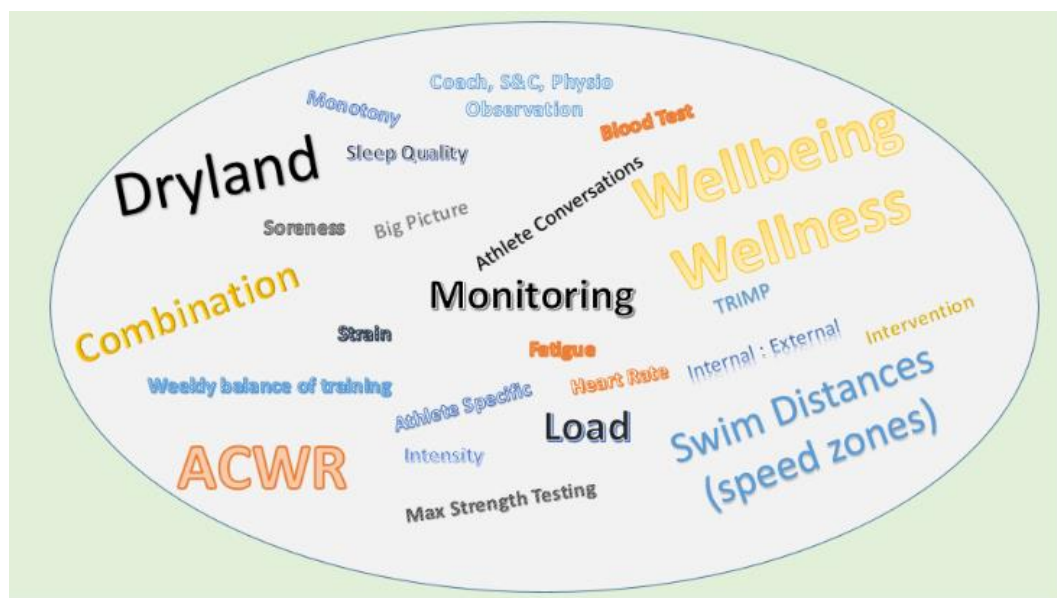 Coach, S&C, Physio
Observation
Monotony
Blood Test
Dryland
Sleep Quality
Wellbeing
Athlete Conversations
Soreness
Big Picture
Wellness
Monitoring
TRIMP
Combination
Strain
Fatigue
Internal : External
Intervention
Weekly balance of training
Athlete Specific
Heart Rate
Load
Swim Distances
(speed zones)
ACWR
Intensity
Max Strength Testing